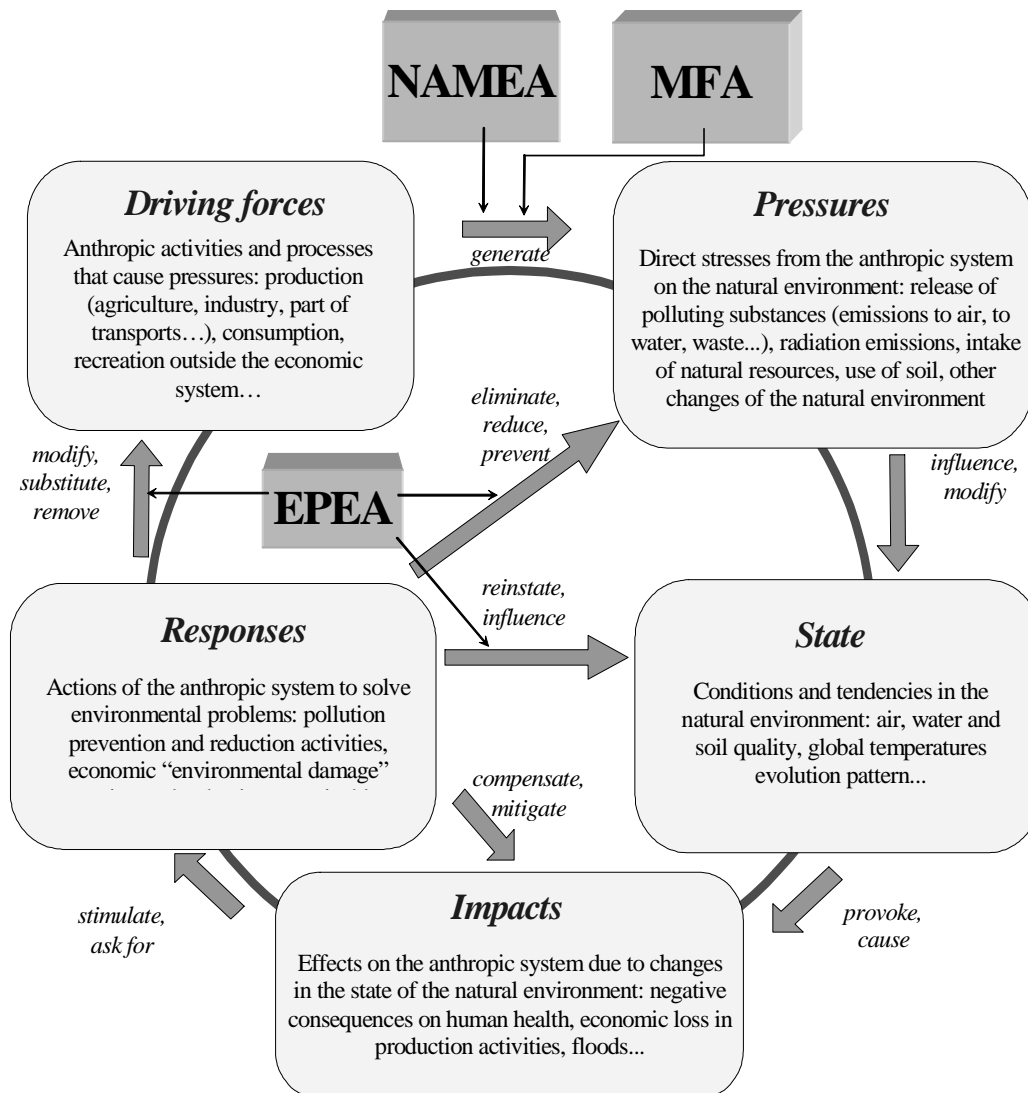 NAMEA
MFA
Driving forces
Anthropic activities and processes
that cause pressures: production
(agriculture, industry, part of
transports…), consumption,
recreation outside the economic
system…
generate
Pressures
Direct stresses from the anthropic system
on the natural environment: release of
polluting substances (emissions to air, to
water, waste...), radiation emissions, intake
of natural resources, use of soil, other
changes of the natural environment
eliminate,
reduce,
prevent
modify,
substitute,
remove
EPEA
influence,
modify
reinstate,
influence
Responses
Actions of the anthropic system to solve
environmental problems: pollution
prevention and reduction activities,
economic “environmental damage”
State
Conditions and tendencies in the
natural environment: air, water and
soil quality, global temperatures
evolution pattern...
compensate,
mitigate
stimulate,
ask for
Impacts
Effects on the anthropic system due to changes
in the state of the natural environment: negative
consequences on human health, economic loss in
production activities, floods...
provoke,
cause